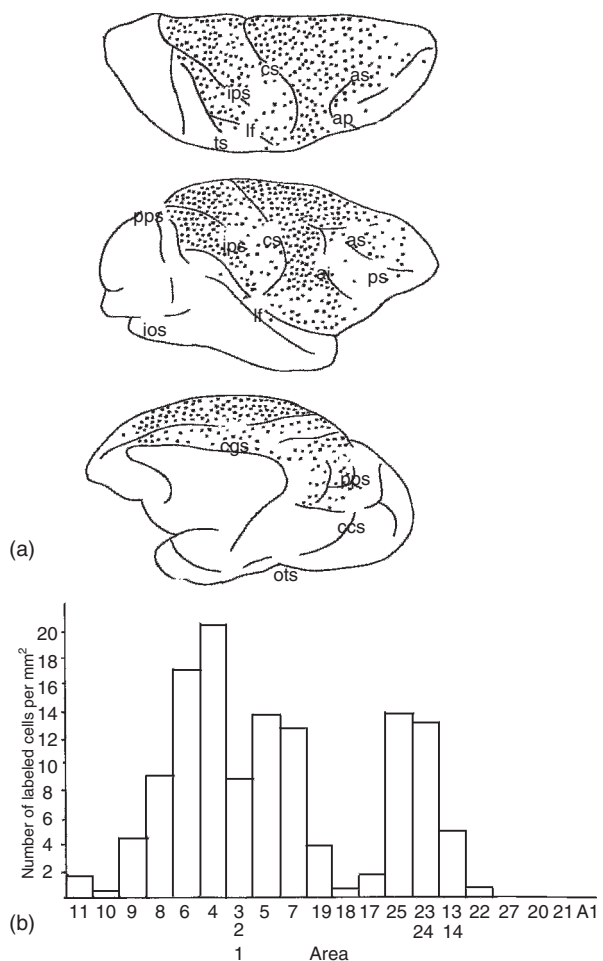 cs
as
ips
lf
ap
ts
pps
ips
cs
as
ai
ps
lf
ios
cgs
pps
ccs
(a)
ots
Number of labeled cells per mm²
20
18
16
14
12
10
8
6
4
2
(b)
11 10 9 8 6 4 3 5 7 19 18 17 25 23 13 22 27 20 21 A1
2 24 14
1
Area